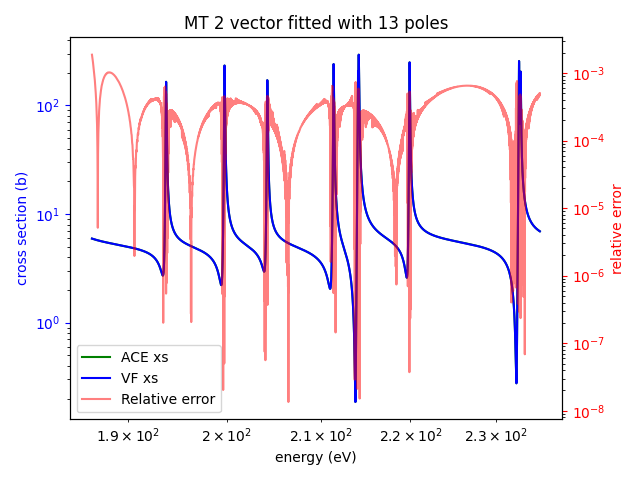 MT 2 vector fitted with 13 poles
10²
10¹
10⁰
cross section (b)
10⁻³
10⁻⁴
10⁻⁵
10⁻⁶
10⁻⁷
10⁻⁸
relative error
ACE xs
VF xs
Relative error
1.9 × 10² 2 × 10² 2.1 × 10² 2.2 × 10² 2.3 × 10²
energy (eV)